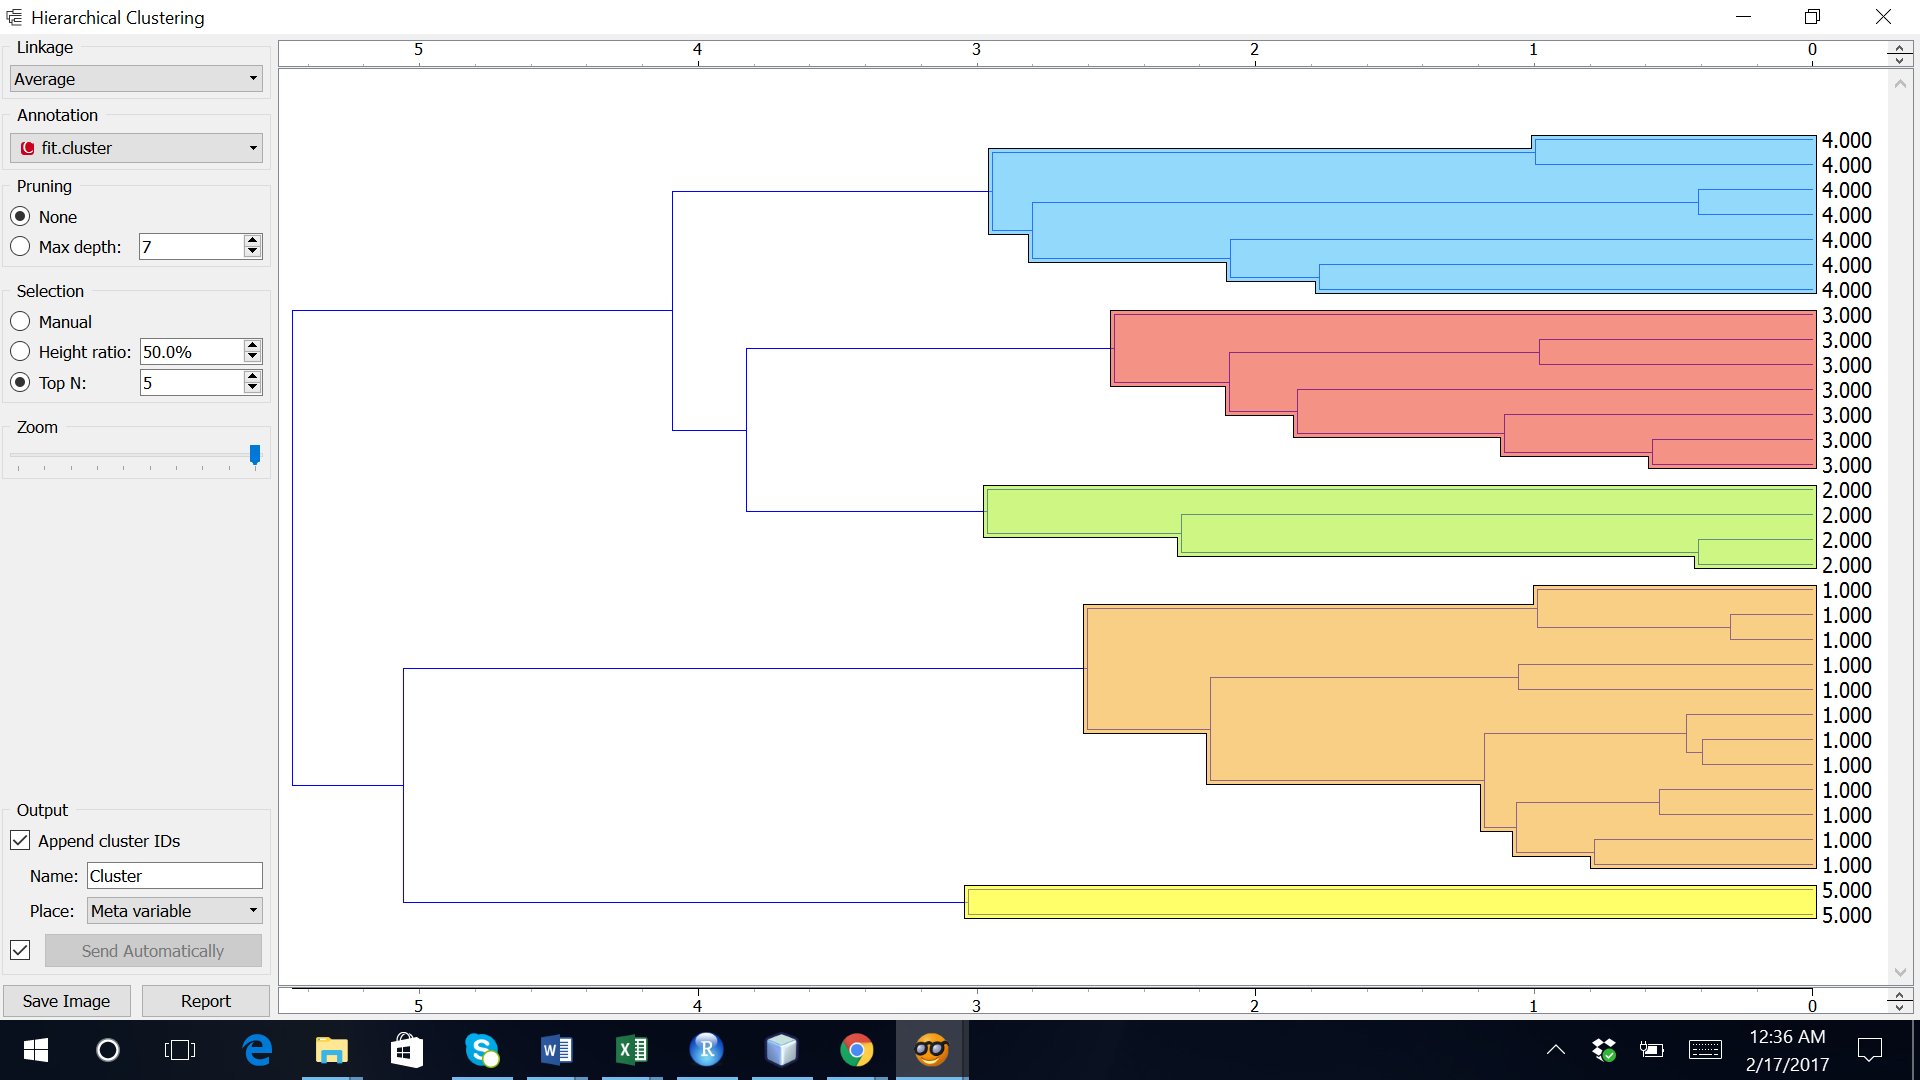 Hierarchical Clustering
Linkage
Average
Annotation
C fit.cluster
Pruning
None
Max depth: 7
Selection
Manual
Height ratio: 50.0%
Top N: 5
Zoom
Output
Append cluster IDs
Name: Cluster
Place: Meta variable
Send Automatically
Save Image Report
5 4 3 2 1 0
4.000
4.000
4.000
4.000
4.000
4.000
4.000
3.000
3.000
3.000
3.000
3.000
3.000
3.000
2.000
2.000
2.000
2.000
1.000
1.000
1.000
1.000
1.000
1.000
1.000
1.000
1.000
1.000
1.000
1.000
5.000
5.000
5 4 3 2 1 0
12:36 AM
2/17/2017